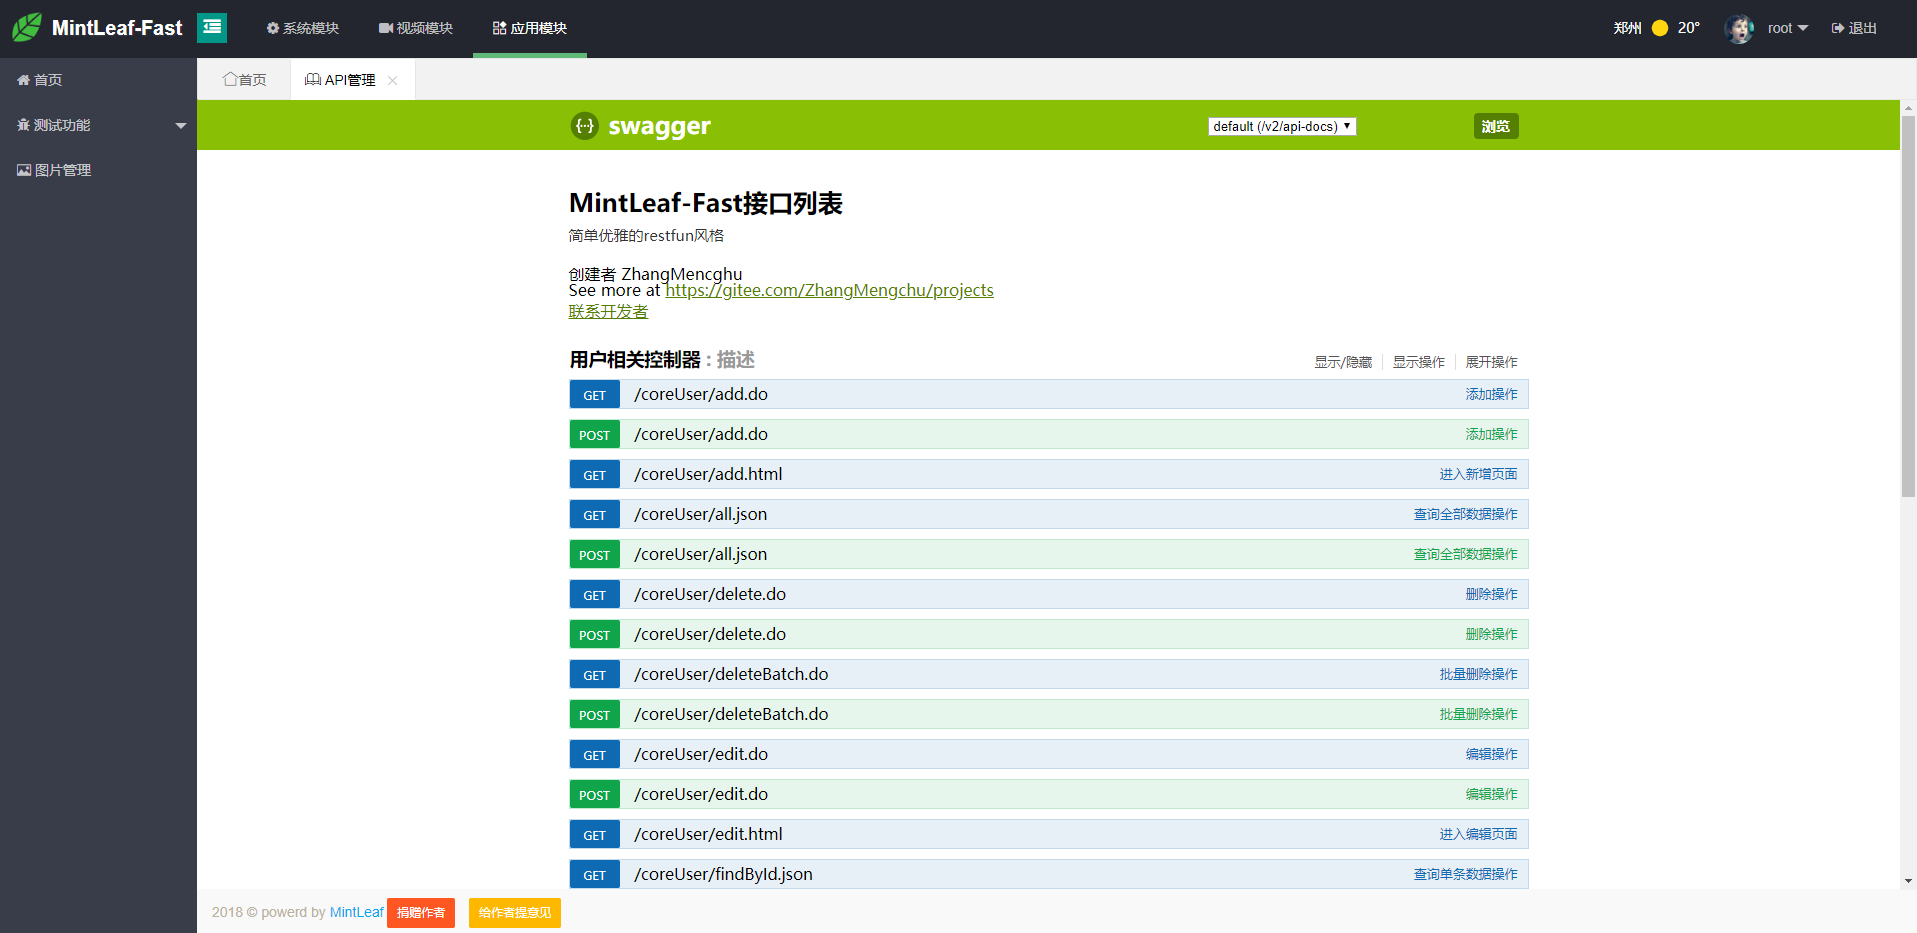 MintLeaf-Fast
系统模块
视频模块
应用模块
郑州
20°
root
退出
首页
测试功能
图片管理
首页
API管理
swagger
default (/v2/api-docs)
浏览
MintLeaf-Fast接口列表
简单优雅的restfun风格
创建者 ZhangMencghu
See more at https://gitee.com/ZhangMengchu/projects
联系开发者
用户相关控制器 : 描述
显示/隐藏
显示操作
展开操作
GET /coreUser/add.do 添加操作
POST /coreUser/add.do 添加操作
GET /coreUser/add.html 进入新增页面
GET /coreUser/all.json 查询全部数据操作
POST /coreUser/all.json 查询全部数据操作
GET /coreUser/delete.do 删除操作
POST /coreUser/delete.do 删除操作
GET /coreUser/deleteBatch.do 批量删除操作
POST /coreUser/deleteBatch.do 批量删除操作
GET /coreUser/edit.do 编辑操作
POST /coreUser/edit.do 编辑操作
GET /coreUser/edit.html 进入编辑页面
GET /coreUser/findById.json 查询单条数据操作
2018 © powerd by MintLeaf 捐赠作者 给作者提意见